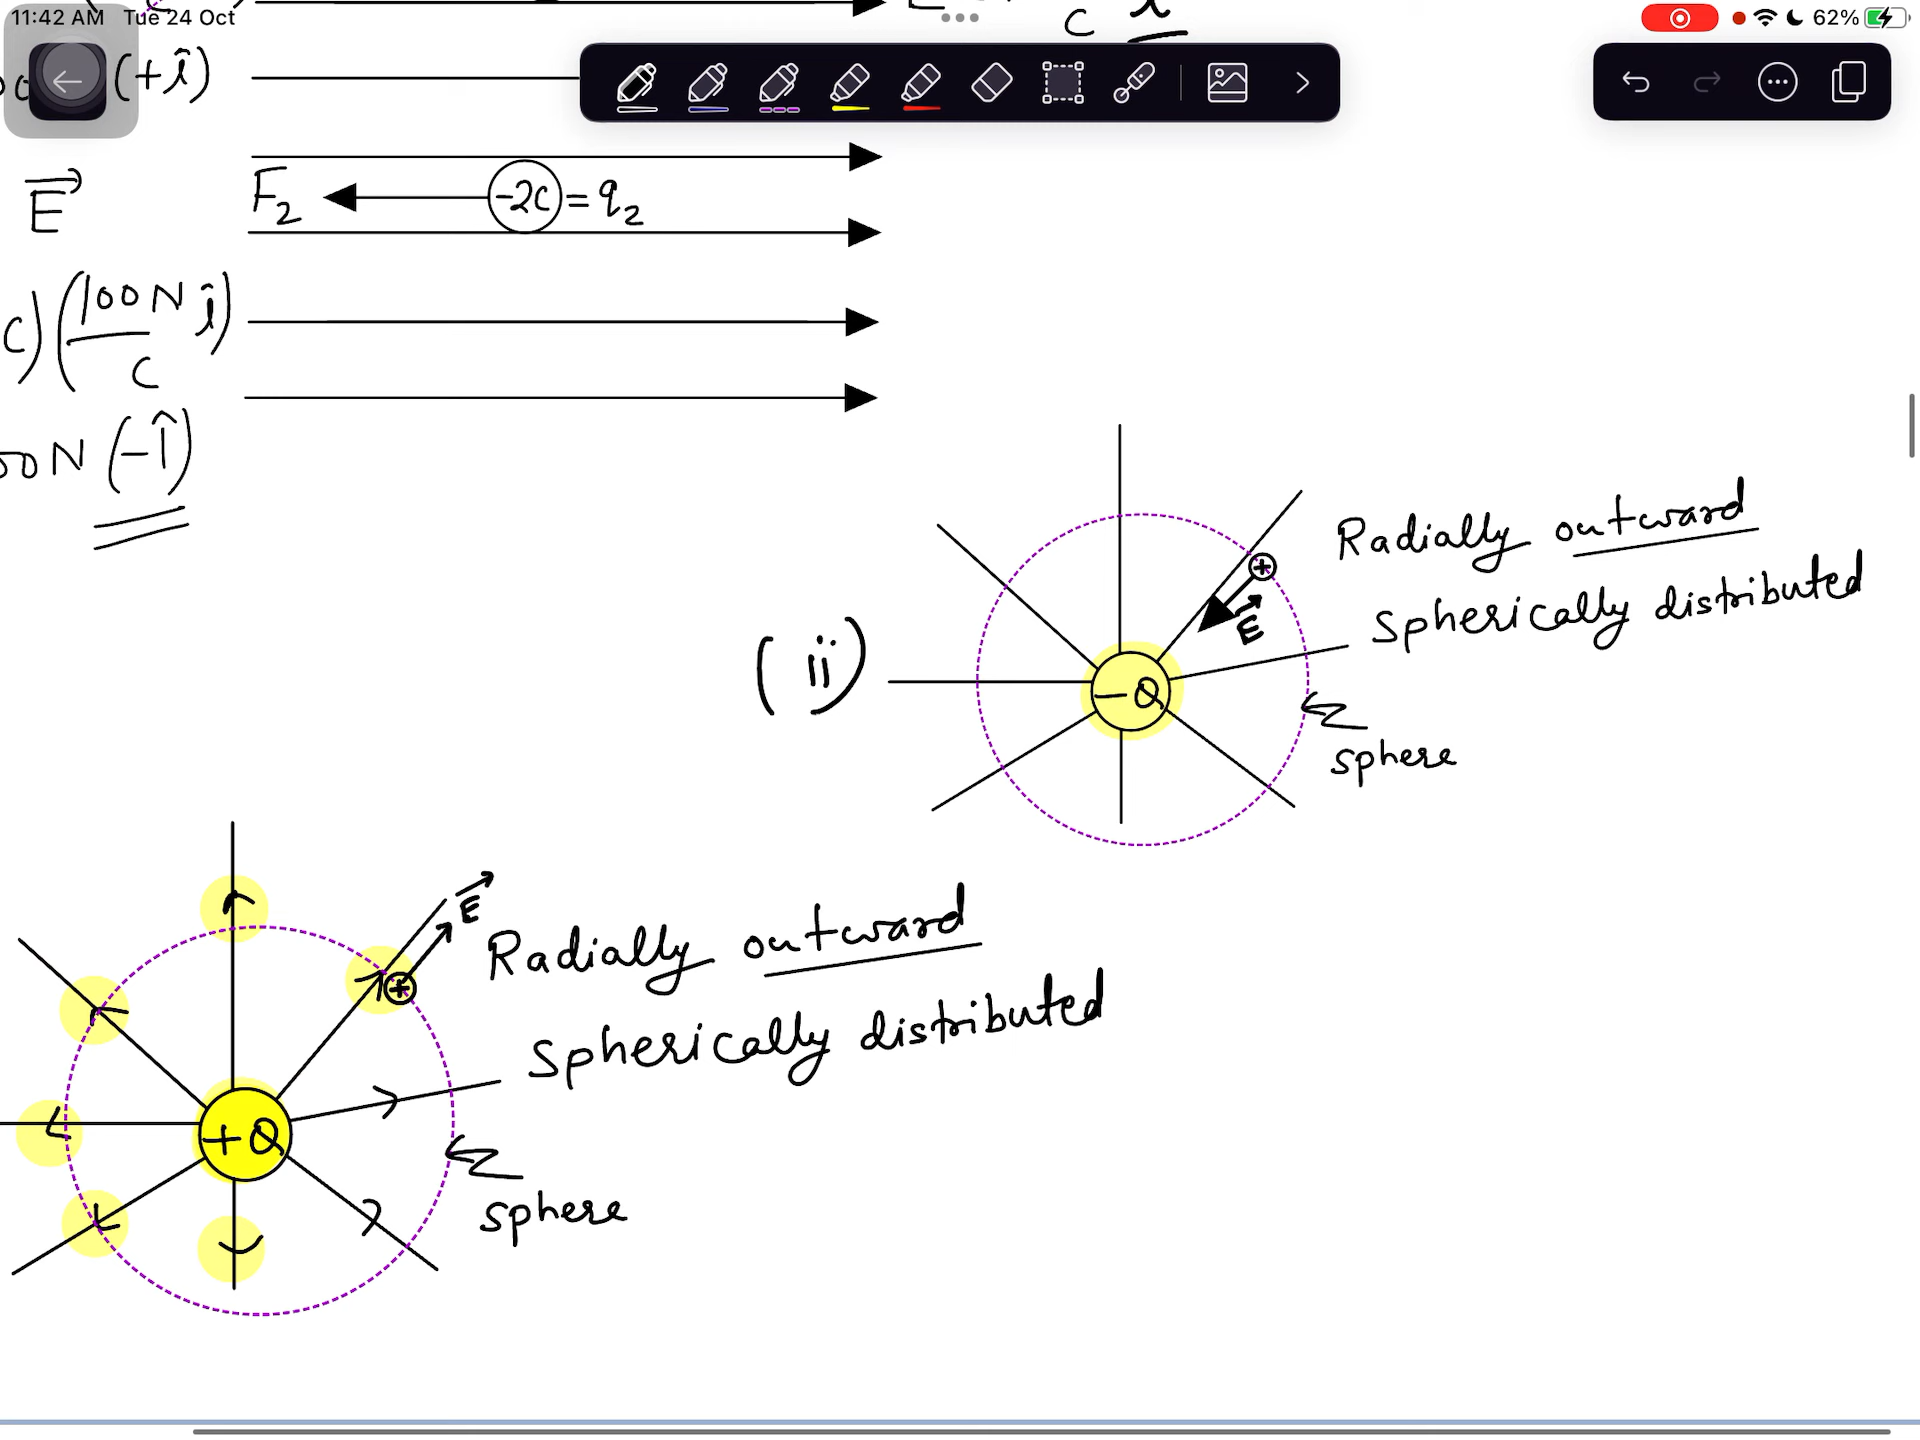 11:42 AM Tue 24 Oct
62%
C
(+î)
E
F₂
-2C = q₂
C) (100 N î)
C
00N (-î)
Radially outward
Spherically distributed
E
(ii)
-Q
sphere
E
Radially outward
Spherically distributed
+Q
sphere